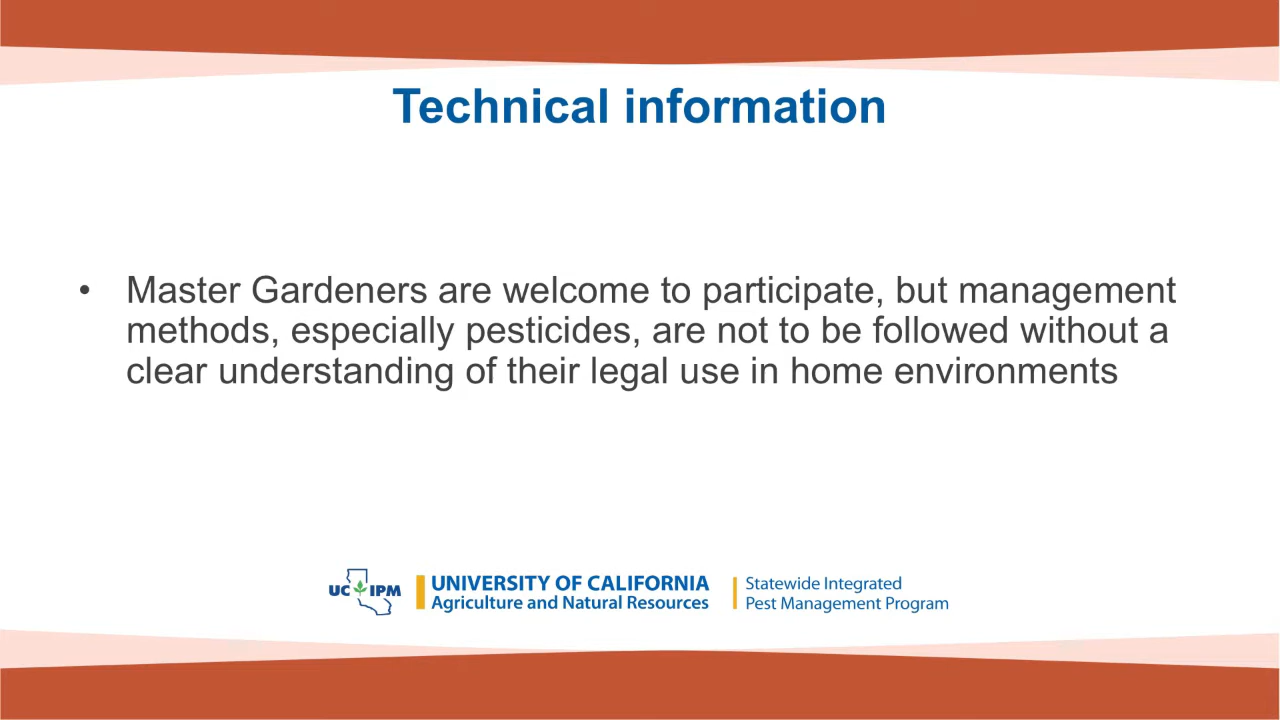 Technical information
• Master Gardeners are welcome to participate, but management
methods, especially pesticides, are not to be followed without a
clear understanding of their legal use in home environments
UC IPM
UNIVERSITY OF CALIFORNIA
Agriculture and Natural Resources
Statewide Integrated
Pest Management Program